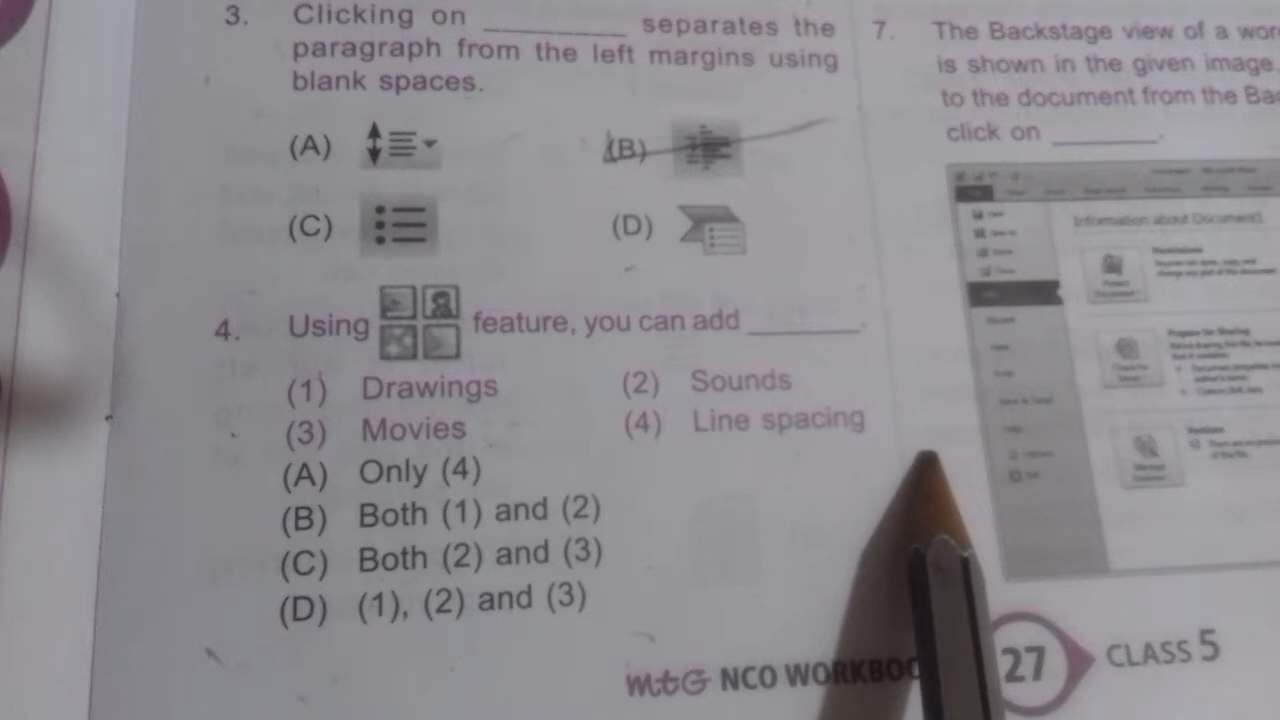 3. Clicking on ________ separates the
paragraph from the left margins using
blank spaces.
(A)
(B)
(C)
(D)
4. Using feature, you can add ________.
(1) Drawings (2) Sounds
(3) Movies (4) Line spacing
(A) Only (4)
(B) Both (1) and (2)
(C) Both (2) and (3)
(D) (1), (2) and (3)
7. The Backstage view of a wor
is shown in the given image.
to the document from the Ba
click on ________.
Information about Document1
mtG NCO WORKBOO
27 CLASS 5